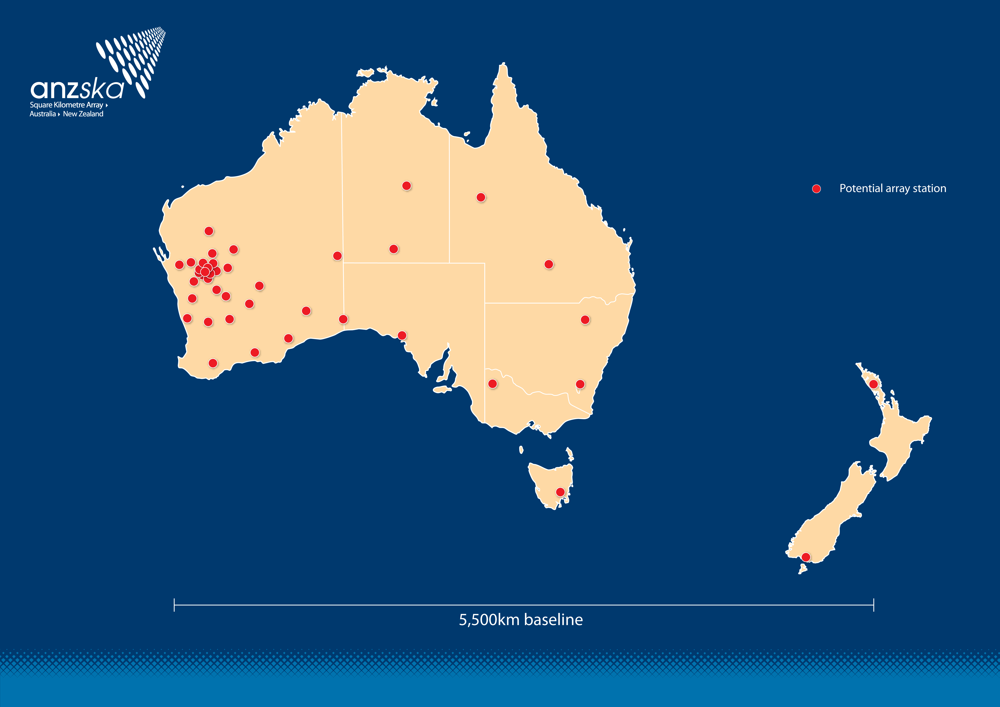 anzska
Square Kilometre Array
Australia New Zealand
Potential array station
5,500km baseline